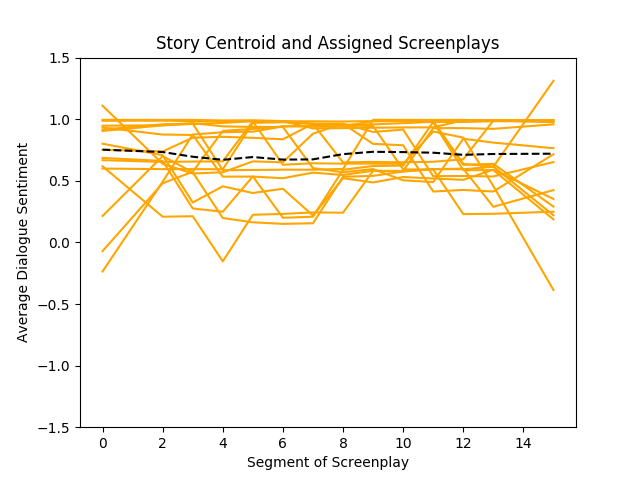 Story Centroid and Assigned Screenplays
1.5
1.0
0.5
0.0
−0.5
−1.0
−1.5
Average Dialogue Sentiment
0 2 4 6 8 10 12 14
Segment of Screenplay